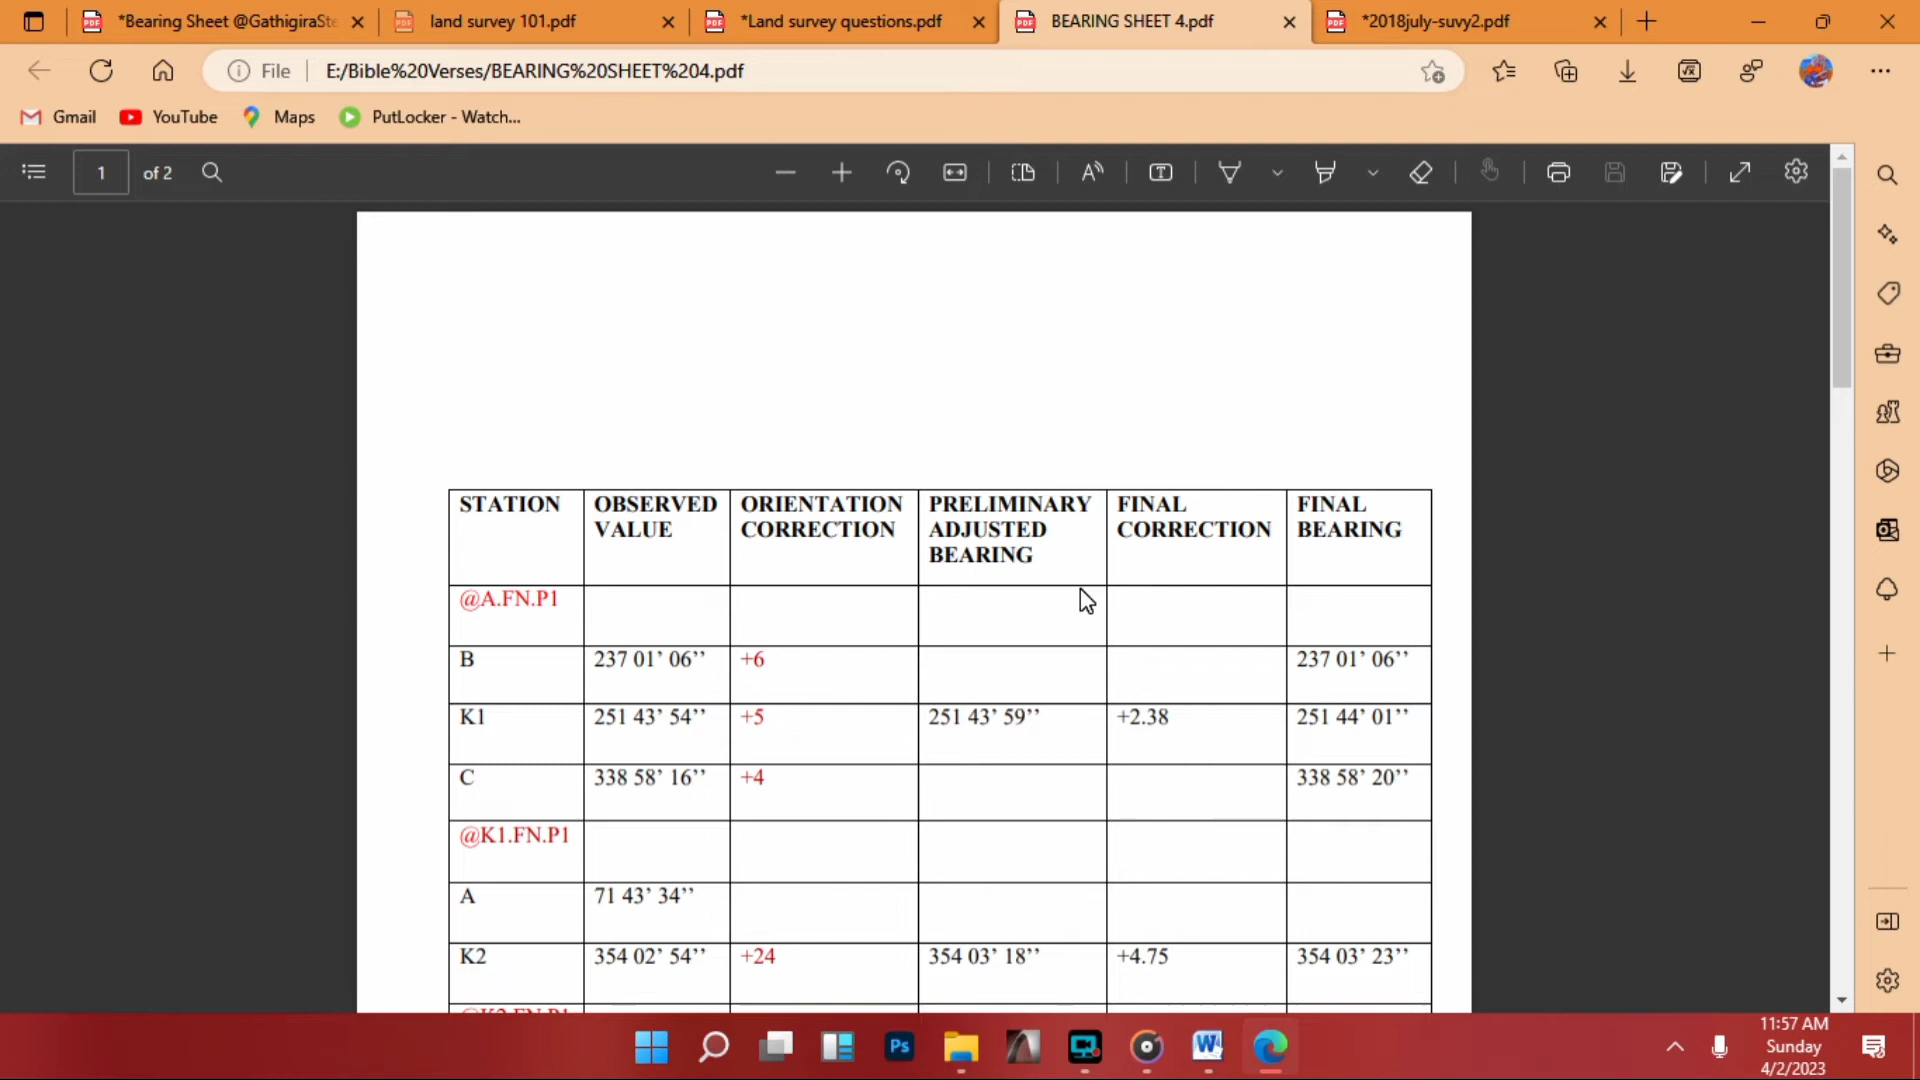 *Bearing Sheet @GathigiraSte
land survey 101.pdf
*Land survey questions.pdf
BEARING SHEET 4.pdf
*2018july-suvy2.pdf
File
E:/Bible%20Verses/BEARING%20SHEET%204.pdf
Gmail
YouTube
Maps
PutLocker - Watch...
1 of 2
STATION
OBSERVED
VALUE
ORIENTATION
CORRECTION
PRELIMINARY
ADJUSTED
BEARING
FINAL
CORRECTION
FINAL
BEARING
@A.FN.P1
B 237 01’ 06’’ +6 237 01’ 06’’
K1 251 43’ 54’’ +5 251 43’ 59’’ +2.38 251 44’ 01’’
C 338 58’ 16’’ +4 338 58’ 20’’
@K1.FN.P1
A 71 43’ 34’’
K2 354 02’ 54’’ +24 354 03’ 18’’ +4.75 354 03’ 23’’
@K2.FN.P1
Ps
W
11:57 AM
Sunday
4/2/2023